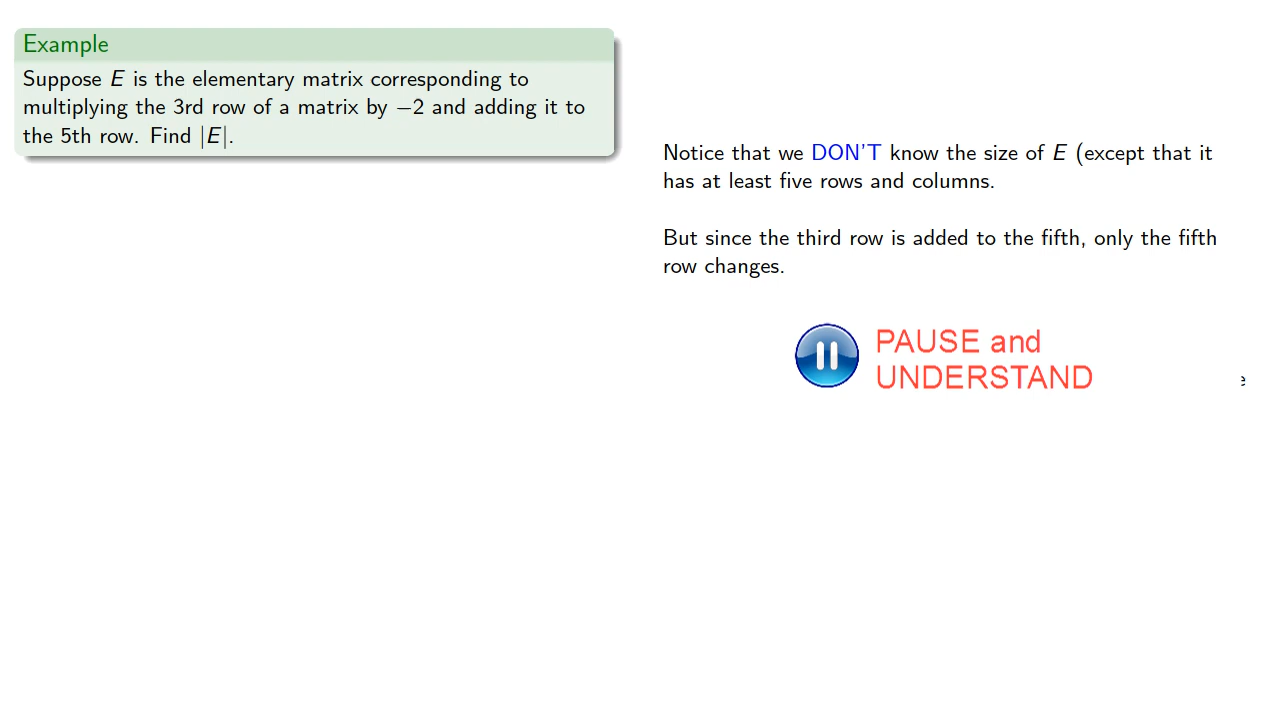 Example
Suppose E is the elementary matrix corresponding to
multiplying the 3rd row of a matrix by −2 and adding it to
the 5th row. Find |E|.
Notice that we DON'T know the size of E (except that it
has at least five rows and columns.
But since the third row is added to the fifth, only the fifth
row changes.
PAUSE and
UNDERSTAND
e